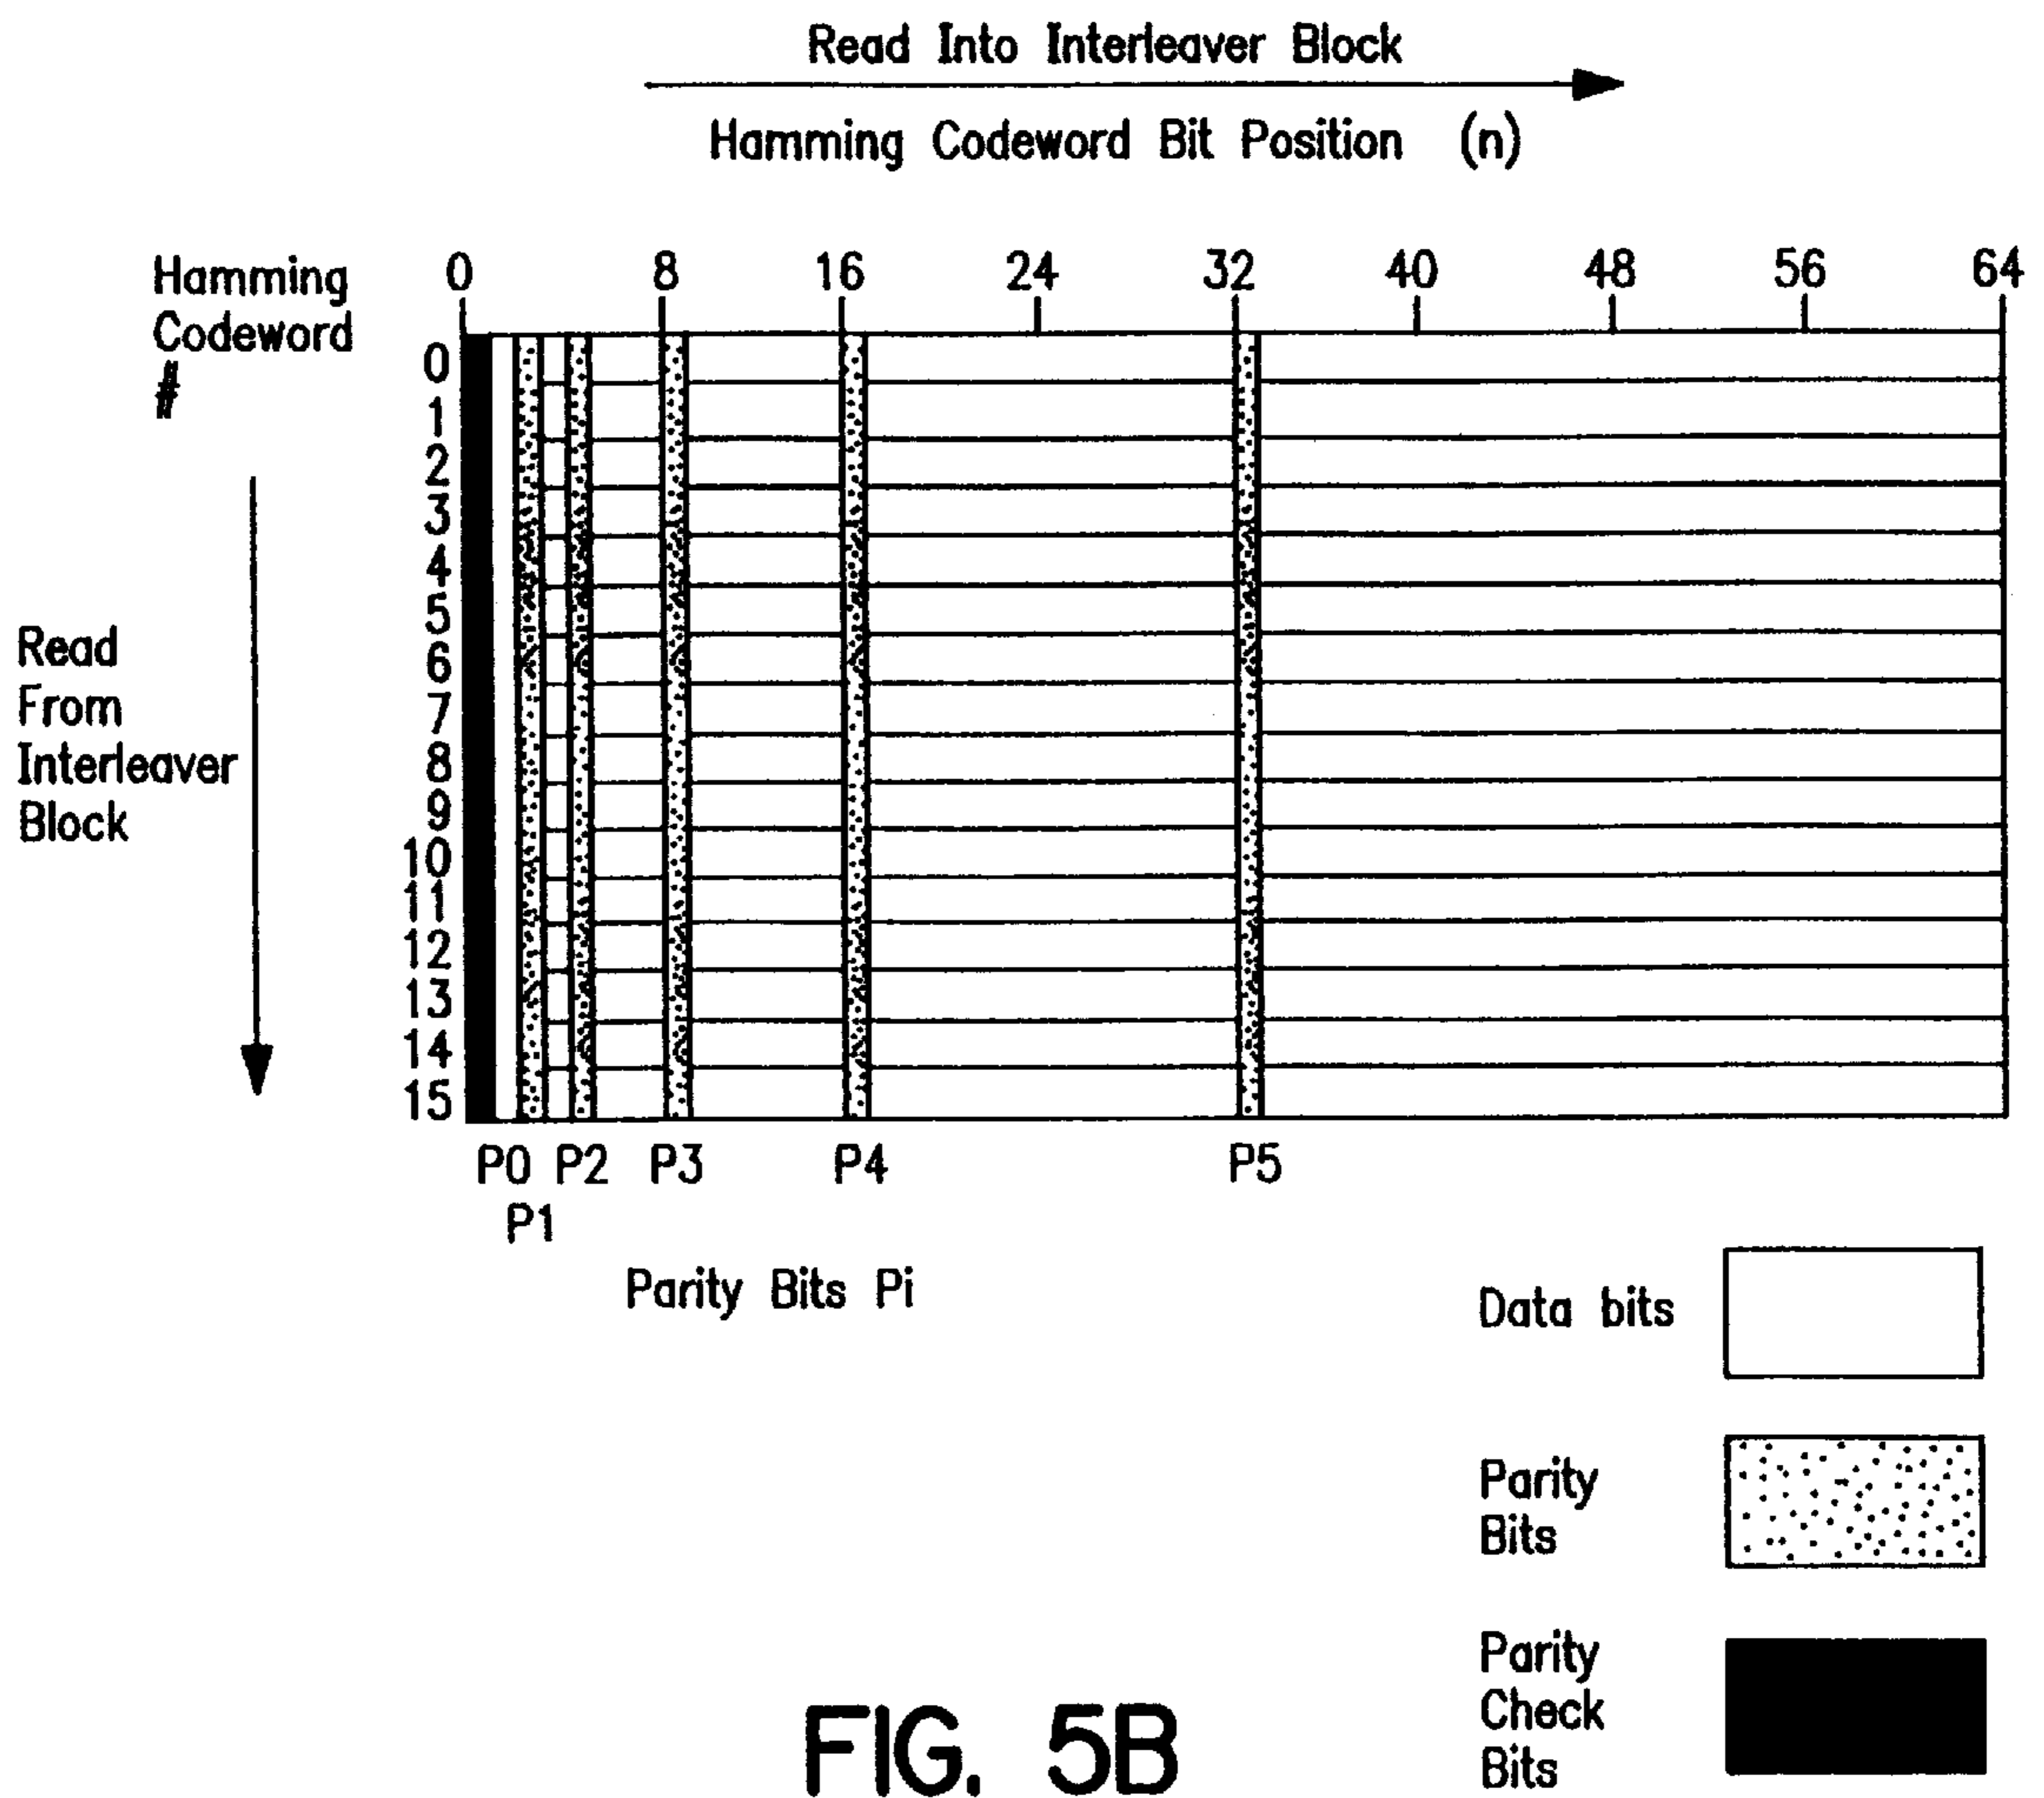 Read Into Interleaver Block
Hamming Codeword Bit Position (n)
0 8 16 24 32 40 48 56 64
Hamming
Codeword
#
0
1
2
3
4
5
6
7
8
9
10
11
12
13
14
15
Read
From
Interleaver
Block
P0 P2 P3 P4 P5
P1
Parity Bits Pi
Data bits
Parity
Bits
Parity
Check
Bits
FIG. 5B